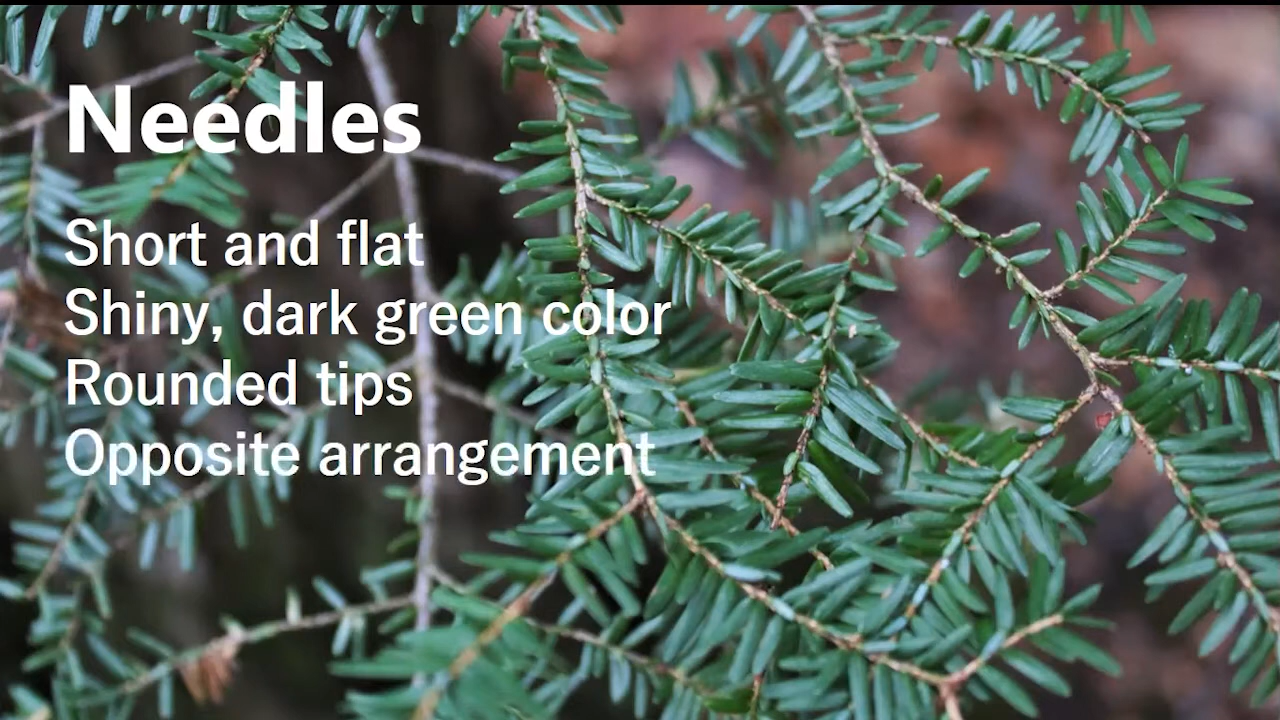 Needles
Short and flat
Shiny, dark green color
Rounded tips
Opposite arrangement